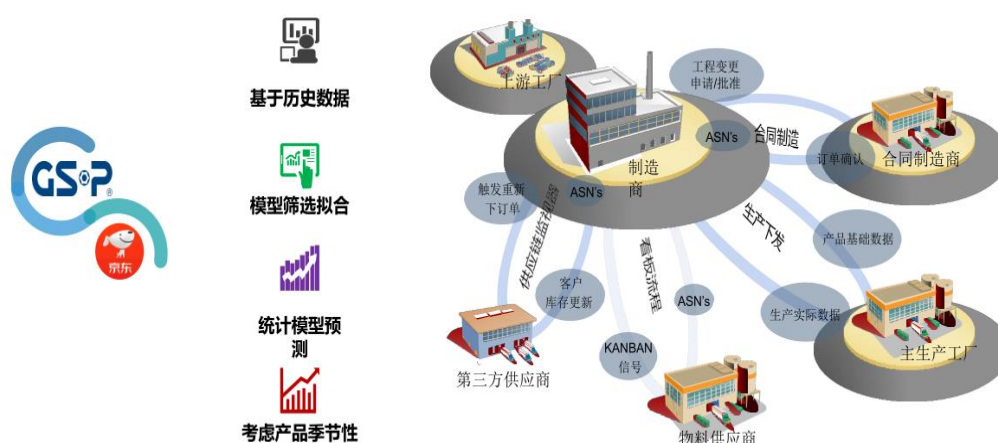 GSP®
京东
基于历史数据
模型筛选拟合
统计模型预
测
考虑产品季节性
上游工厂
工程变更
申请/批准
ASN's
合同制造
订单确认
合同制造商
制造
商
触发重新
下订单
ASN's
供应链监视器
看板流程
生产下发
产品基础数据
客户
库存更新
ASN's
生产实际数据
KANBAN
信号
第三方供应商
主生产工厂
物料供应商